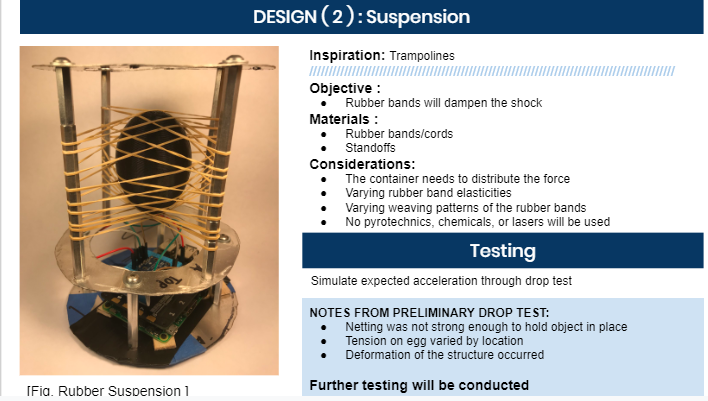 DESIGN ( 2 ) : Suspension
Inspiration: Trampolines
Objective :
● Rubber bands will dampen the shock
Materials :
● Rubber bands/cords
● Standoffs
Considerations:
● The container needs to distribute the force
● Varying rubber band elasticities
● Varying weaving patterns of the rubber bands
● No pyrotechnics, chemicals, or lasers will be used
Testing
Simulate expected acceleration through drop test
NOTES FROM PRELIMINARY DROP TEST:
● Netting was not strong enough to hold object in place
● Tension on egg varied by location
● Deformation of the structure occurred
Further testing will be conducted
TOP
[Fig. Rubber Suspension ]